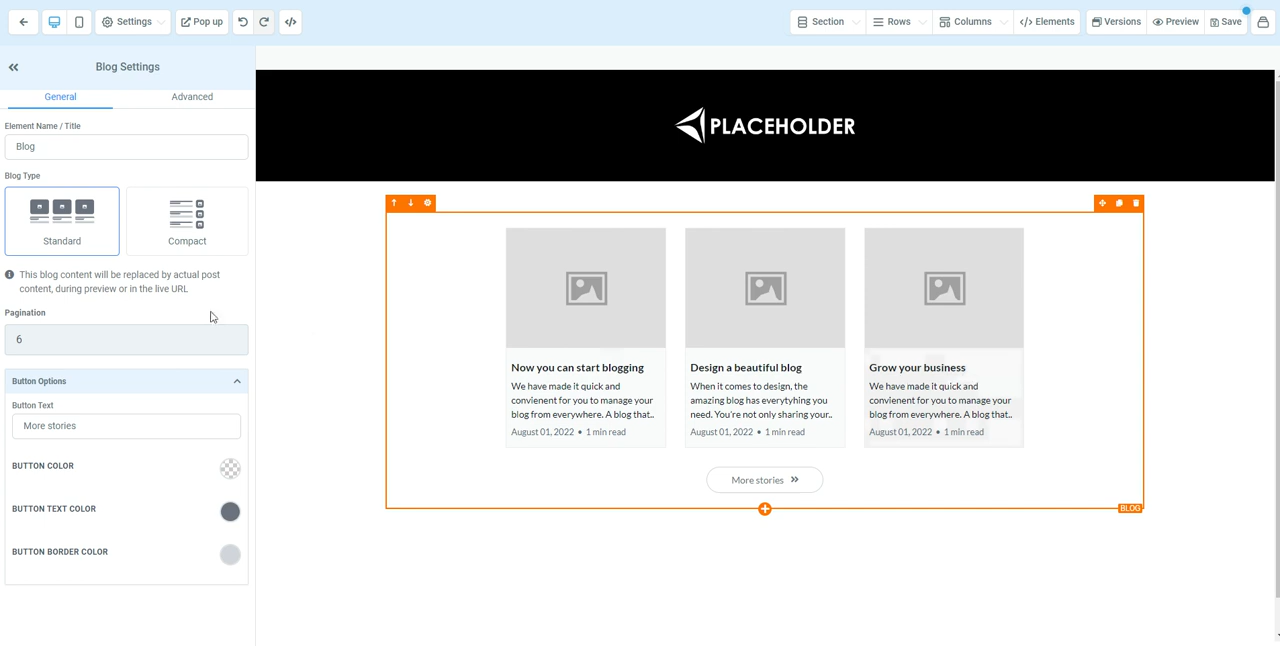 Settings
Pop up
Section
Rows
Columns
Elements
Versions
Preview
Save
Blog Settings
General
Advanced
Element Name / Title
Blog
Blog Type
Standard
Compact
This blog content will be replaced by actual post
content, during preview or in the live URL
Pagination
6
Button Options
Button Text
More stories
BUTTON COLOR
BUTTON TEXT COLOR
BUTTON BORDER COLOR
PLACEHOLDER
Now you can start blogging
We have made it quick and
convienent for you to manage your
blog from everywhere. A blog that..
August 01, 2022 • 1 min read
Design a beautiful blog
When it comes to design, the
amazing blog has everytyhing you
need. You're not only sharing your..
August 01, 2022 • 1 min read
Grow your business
We have made it quick and
convienent for you to manage your
blog from everywhere. A blog that..
August 01, 2022 • 1 min read
More stories
BLOG